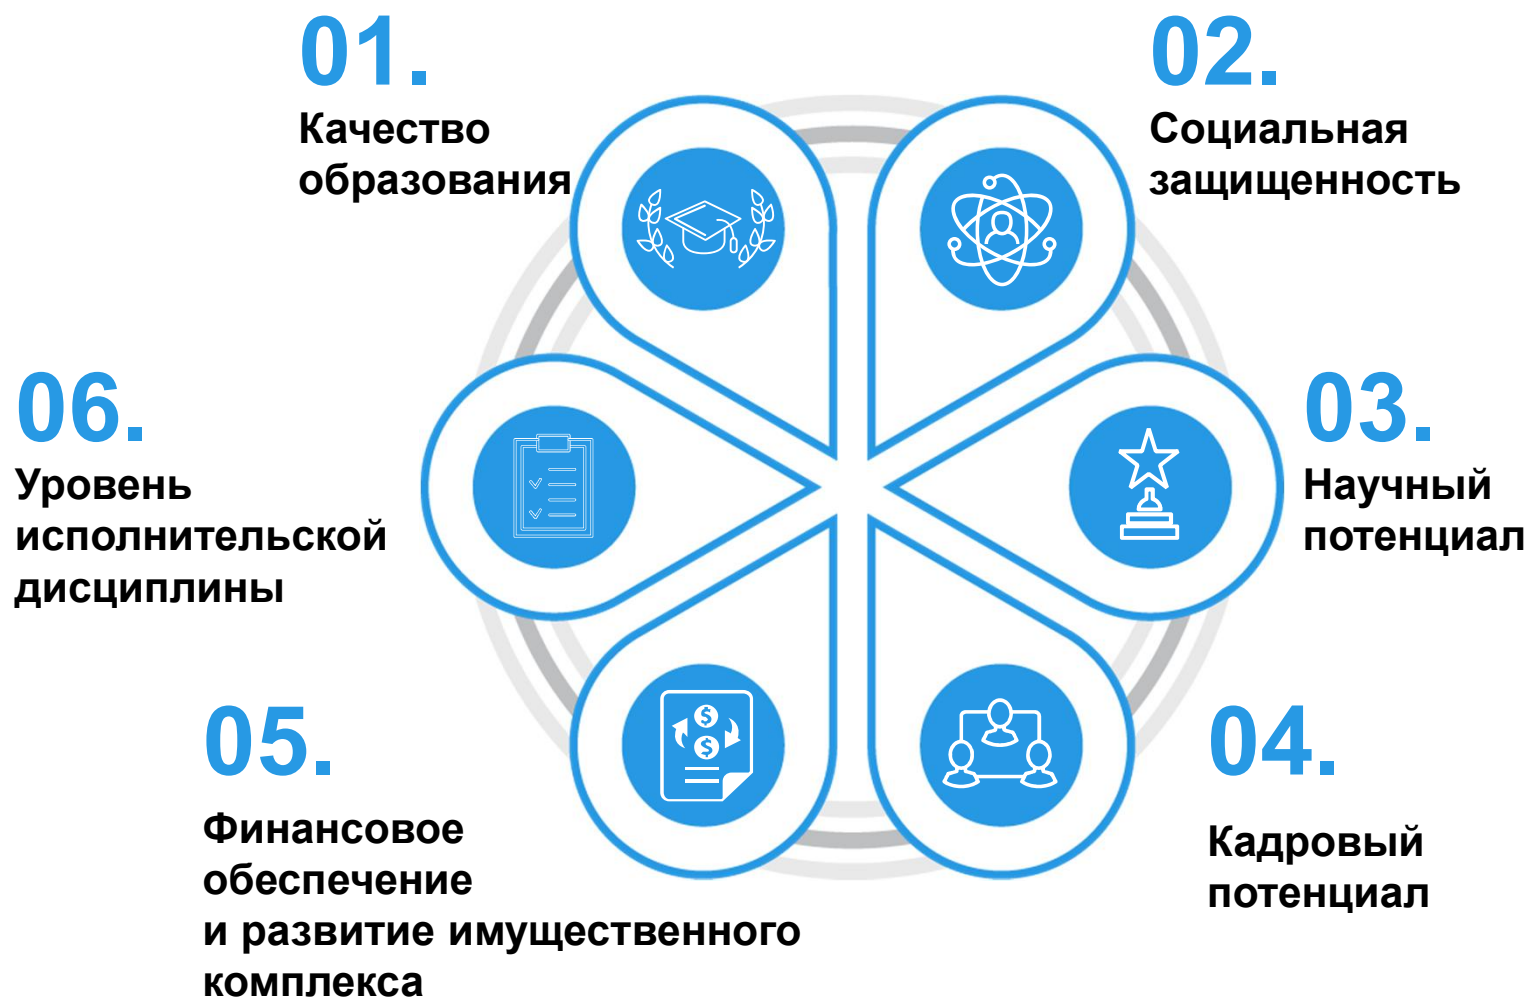 01.
Качество
образования
02.
Социальная
защищенность
03.
Научный
потенциал
04.
Кадровый
потенциал
05.
Финансовое
обеспечение
и развитие имущественного
комплекса
06.
Уровень
исполнительской
дисциплины
$
$